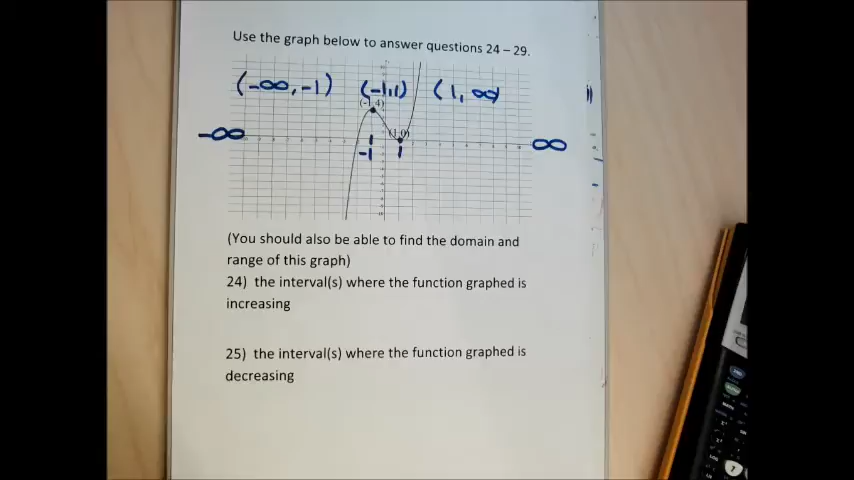 Use the graph below to answer questions 24 – 29.
(-∞, -1) (-1,1) (1, ∞)
(-1,4)
(1,0)
-∞ ∞
-1 1
(You should also be able to find the domain and
range of this graph)
24) the interval(s) where the function graphed is
increasing
25) the interval(s) where the function graphed is
decreasing